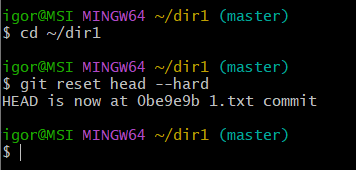 igor@MSI MINGW64 ~/dir1 (master)
$ cd ~/dir1
igor@MSI MINGW64 ~/dir1 (master)
$ git reset head --hard
HEAD is now at 0be9e9b 1.txt commit
igor@MSI MINGW64 ~/dir1 (master)
$